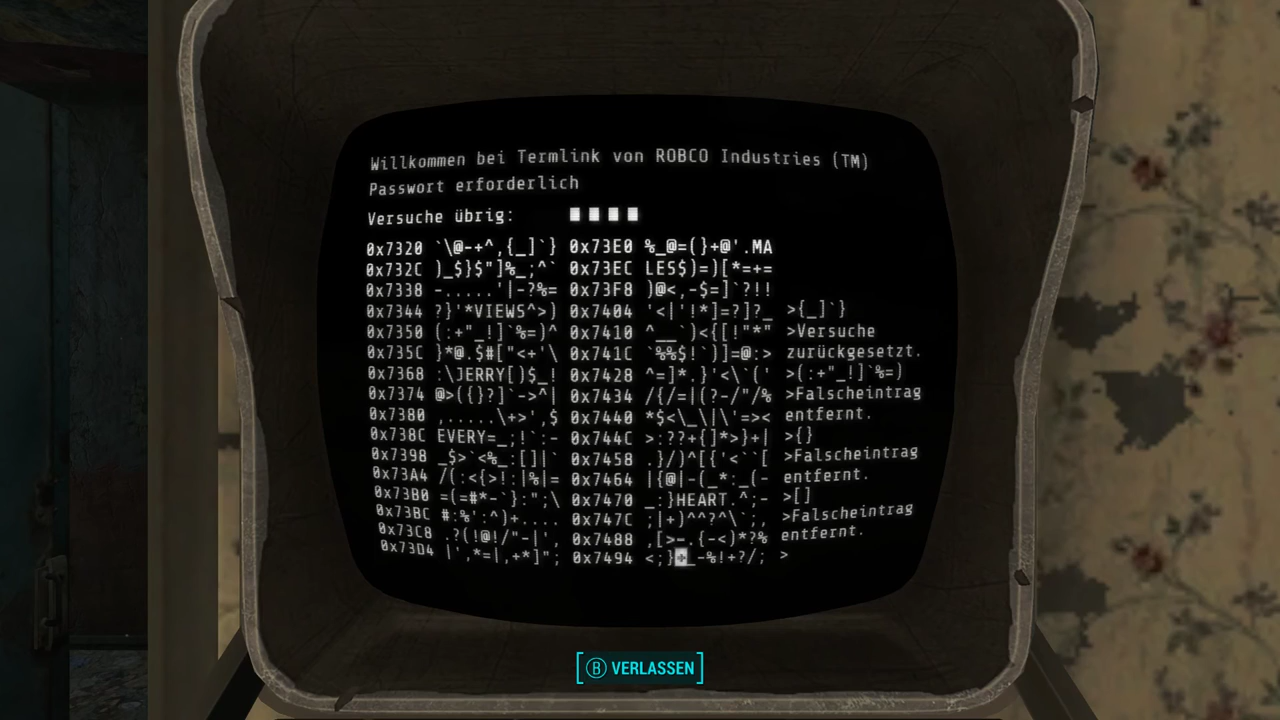 Willkommen bei Termlink von ROBCO Industries (TM)
Passwort erforderlich
Versuche übrig:
0x7320 `\@-+^,{_]`} 0x73E0 %_@=(}+@'.MA
0x732C )_$}$"]%_;^` 0x73EC LES$)=)[*=+=
0x7338 -.....'|-?%= 0x73F8 )@<,-$=]`?!!
0x7344 ?}'*VIEWS^>) 0x7404 '<|'!*]=?]?_ >{_]`}
0x7350 (:+"_!]`%=)^ 0x7410 ^__`)<{[!"*" >Versuche
0x735C }*@.$#["<+'\ 0x741C `%%$!`)]=@:> zurückgesetzt.
0x7368 :\JERRY[)$_! 0x7428 ^=]*.}'<\`(' >(:+"_!]`%=)
0x7374 @>({}?]`->^| 0x7434 /{/=|(?-/"/% >Falscheintrag
0x7380 ,.....\+>',$ 0x7440 *$<\_\|\'=>< entfernt.
0x738C EVERY=_;!`:- 0x744C >:??+{]*>}+| >{}
0x7398 _$>`<%_:[]|` 0x7458 .}/)^[{'<``[ >Falscheintrag
0x73A4 /(:<{>!:|%|= 0x7464 |{@|-(_*:_(- entfernt.
0x73B0 =(=#*-`}:";\ 0x7470 _:}HEART.^;- >[]
0x73BC #:%':^)+.... 0x747C ;|+)^^?^\`;, >Falscheintrag
0x73C8 .?(!@!/"-|', 0x7488 ,[>-.{-<)*?% entfernt.
0x73D4 |',*=|,+*]"; 0x7494 <;}+_-%!+?/; >
Ⓑ VERLASSEN